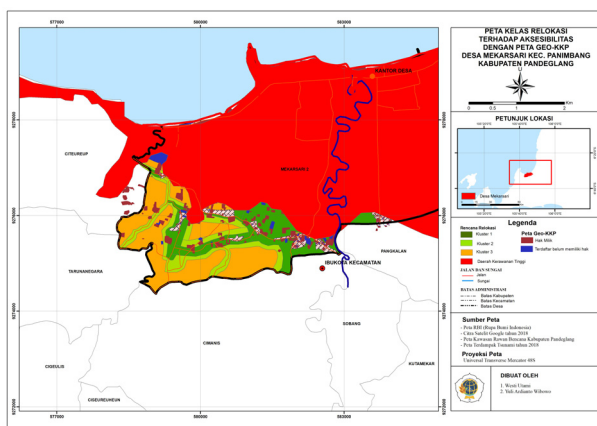 PETA KELAS RELOKASI
TERHADAP AKSESIBILITAS
DENGAN PETA GEO-KKP
DESA MEKARSARI KEC. PANIMBANG
KABUPATEN PANDEGLANG
Km
PETUNJUK LOKASI
Desa Mekarsari
Legenda
Rencana Relokasi
Kluster 1
Kluster 2
Kluster 3
Daerah Kerawanan Tinggi
Peta Geo-KKP
Hak Milik
Terdaftar belum memiliki hak
JALAN DAN SUNGAI
Jalan
Sungai
BATAS ADMINISTRASI
Batas Kabupaten
Batas Kecamatan
Batas Desa
Sumber Peta
- Peta RBI (Rupa Bumi Indonesia)
- Citra Satelit Google tahun 2018
- Peta Kawasan Rawan Bencana Kabupaten Pandeglang
- Peta Terdampak Tsunami tahun 2018
Proyeksi Peta
Universal Transverse Mercator 48S
DIBUAT OLEH
1. Westi Utami
2. Yuli Ardianto Wibowo
577000
580000
583000
KANTOR DESA
CITEUREUP
MEKARSARI
PANGKALAN
IBUKOTA KECAMATAN
TARUNANEGARA
SOBANG
CIMANIS
CISEUREUHEUN
KUTAMEKAR
577000
580000
583000